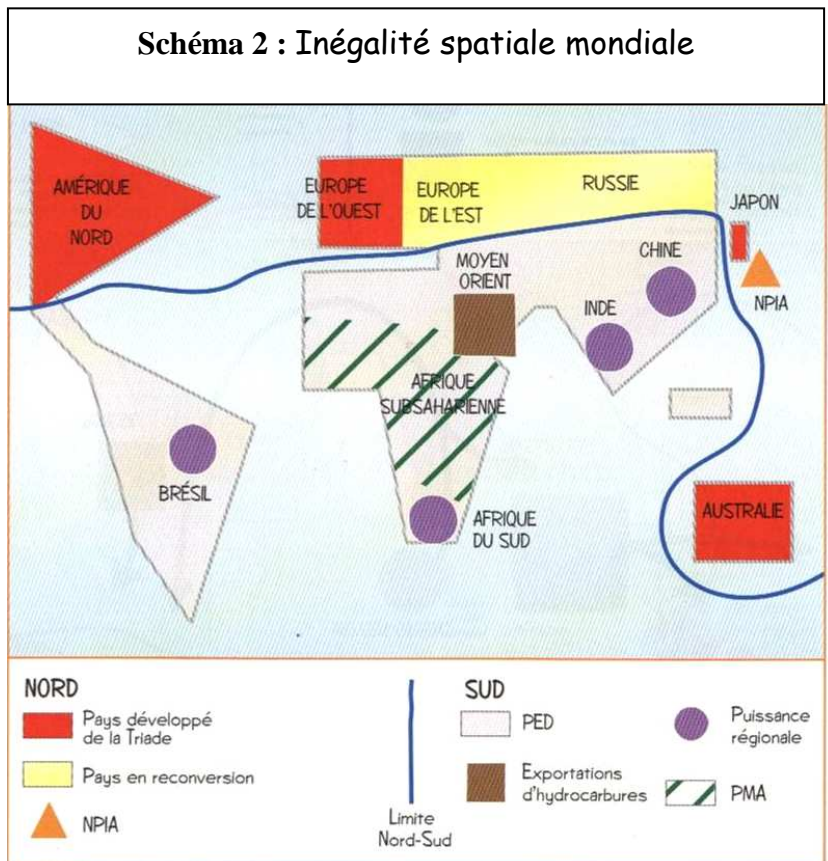 Schéma 2 : Inégalité spatiale mondiale
AMÉRIQUE
DU
NORD
EUROPE
DE L'OUEST
EUROPE
DE L'EST
RUSSIE
JAPON
NPIA
CHINE
MOYEN
ORIENT
INDE
AFRIQUE
SUBSAHARIENNE
BRÉSIL
AFRIQUE
DU SUD
AUSTRALIE
NORD
Pays développé
de la Triade
Pays en reconversion
NPIA
Limite
Nord-Sud
SUD
PED
Exportations
d'hydrocarbures
Puissance
régionale
PMA